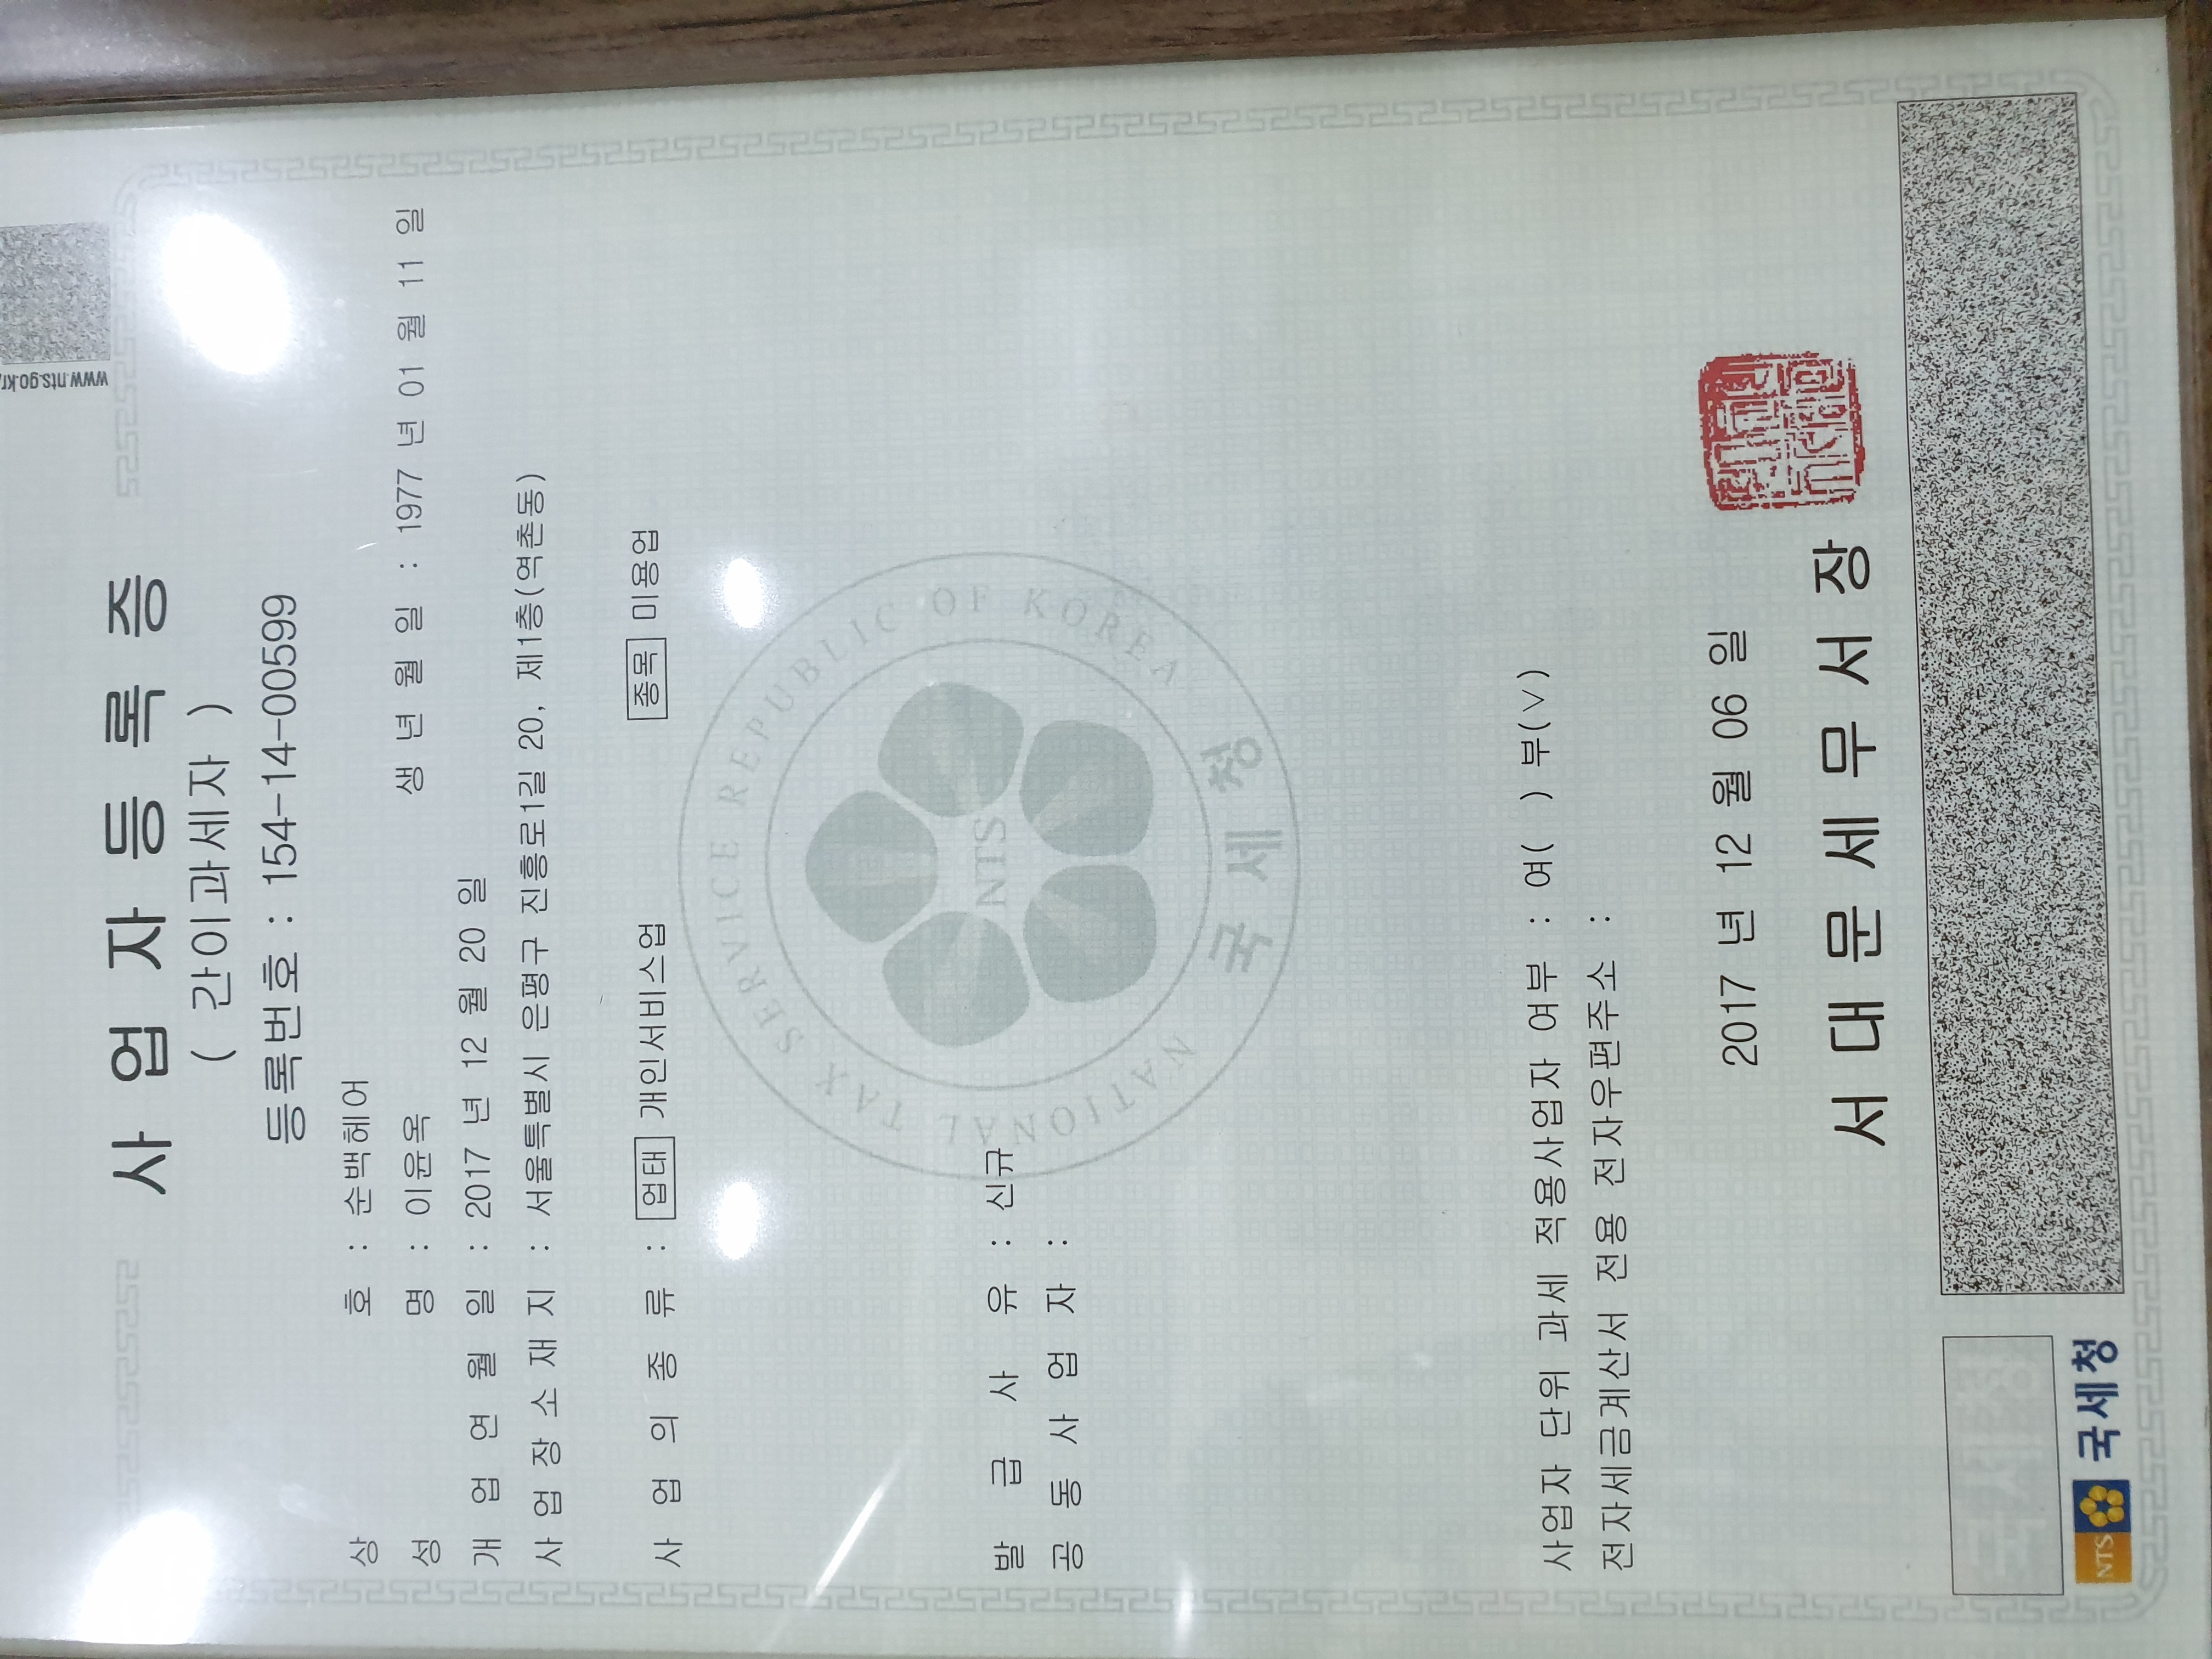 www.nts.go.kr
사업자등록증
( 간이과세자 )
등록번호 : 154-14-00599
상 호 : 순백헤어
성 명 : 이윤옥 생 년 월 일 : 1977 년 01 월 11 일
개 업 연 월 일 : 2017 년 12 월 20 일
사 업 장 소 재 지 : 서울특별시 은평구 진흥로1길 20, 제1층(역촌동)
사 업 의 종 류 : 업태 개인서비스업 종목 미용업
NATIONAL TAX SERVICE REPUBLIC OF KOREA
NTS
국세청
발 급 사 유 : 신규
공 동 사 업 자 :
사업자 단위 과세 적용사업자 여부 : 여( ) 부(∨)
전자세금계산서 전용 전자우편주소 :
2017 년 12 월 06 일
서 대 문 세 무 서 장
NTS 국세청